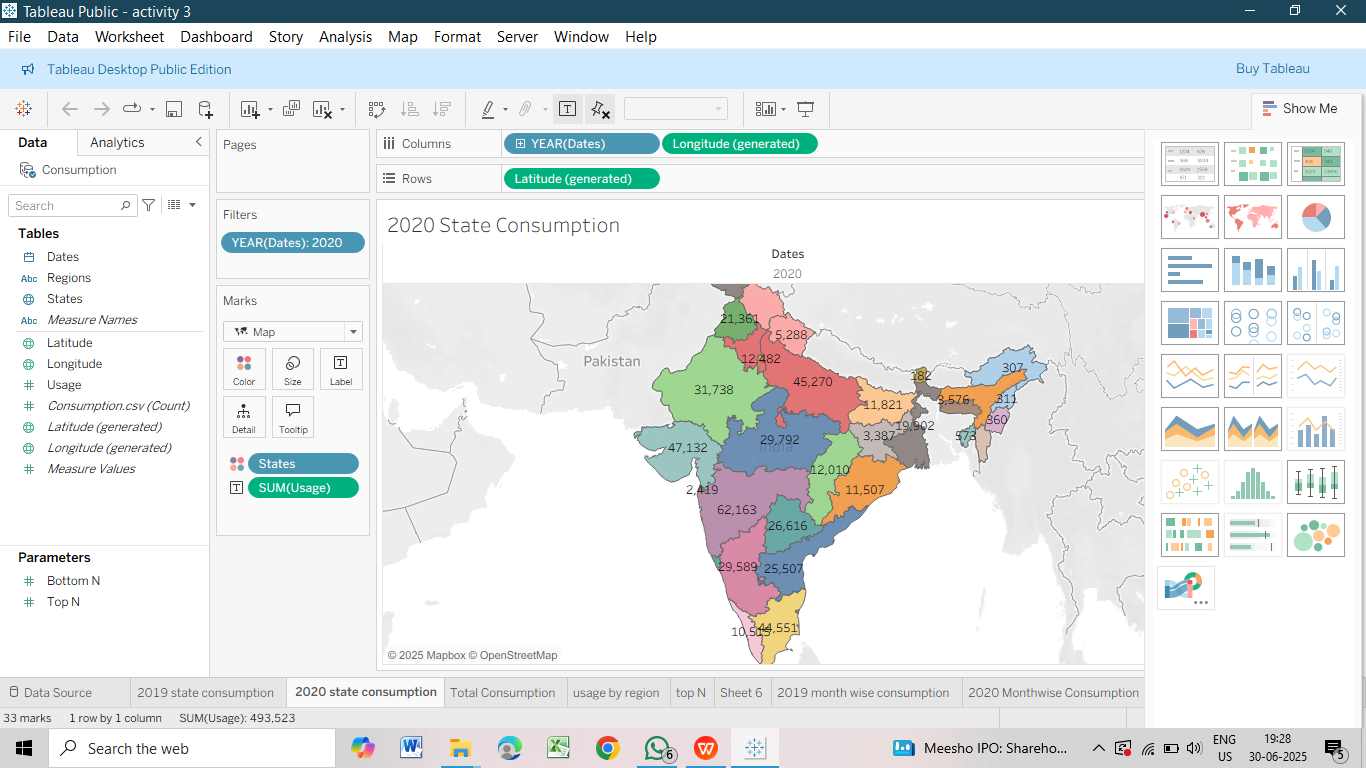 Tableau Public - activity 3
File Data Worksheet Dashboard Story Analysis Map Format Server Window Help
Tableau Desktop Public Edition
Buy Tableau
Show Me
Data
Analytics
Consumption
Search
Tables
Dates
Abc Regions
States
Abc Measure Names
Latitude
Longitude
Usage
Consumption.csv (Count)
Latitude (generated)
Longitude (generated)
Measure Values
Parameters
Bottom N
Top N
Pages
Filters
YEAR(Dates): 2020
Marks
Map
Color
Size
Label
Detail
Tooltip
States
SUM(Usage)
Columns
YEAR(Dates)
Longitude (generated)
Rows
Latitude (generated)
2020 State Consumption
Dates
2020
21,361
5,288
Pakistan
12,482
182
307
31,738
45,270
3,576
311
11,821
19,902
360
47,132
29,792
3,387
573
India
12,010
2,419
11,507
62,163
26,616
29,589
25,507
10,515
44,551
© 2025 Mapbox © OpenStreetMap
Data Source
2019 state consumption
2020 state consumption
Total Consumption
usage by region
top N
Sheet 6
2019 month wise consumption
2020 Monthwise Consumption
33 marks
1 row by 1 column
SUM(Usage): 493,523
Search the web
6
Meesho IPO: Shareho...
ENG
US
19:28
30-06-2025
5